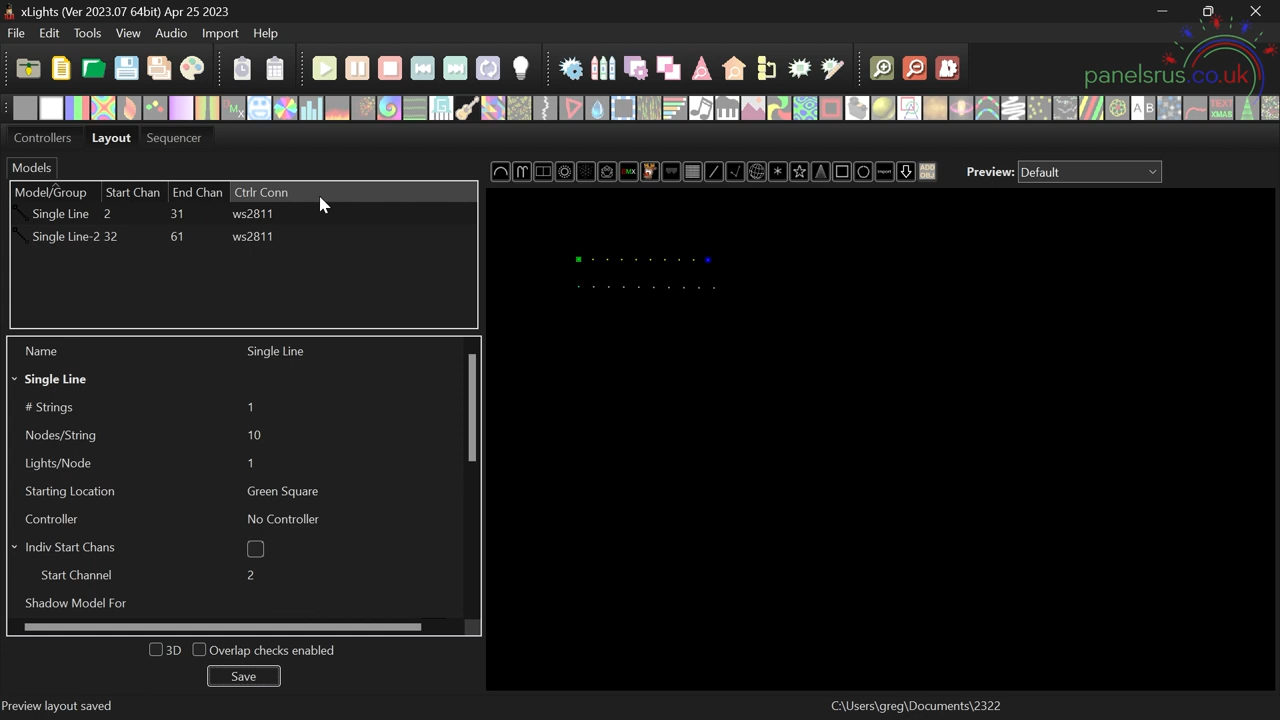 xLights (Ver 2023.07 64bit) Apr 25 2023
File Edit Tools View Audio Import Help
panelsrus.co.uk
Controllers Layout Sequencer
Models
Preview: Default
Model/Group Start Chan End Chan Ctrlr Conn
Single Line 2 31 ws2811
Single Line-2 32 61 ws2811
Name Single Line
Single Line
# Strings 1
Nodes/String 10
Lights/Node 1
Starting Location Green Square
Controller No Controller
Indiv Start Chans
Start Channel 2
Shadow Model For
3D Overlap checks enabled
Save
Preview layout saved C:\Users\greg\Documents\2322